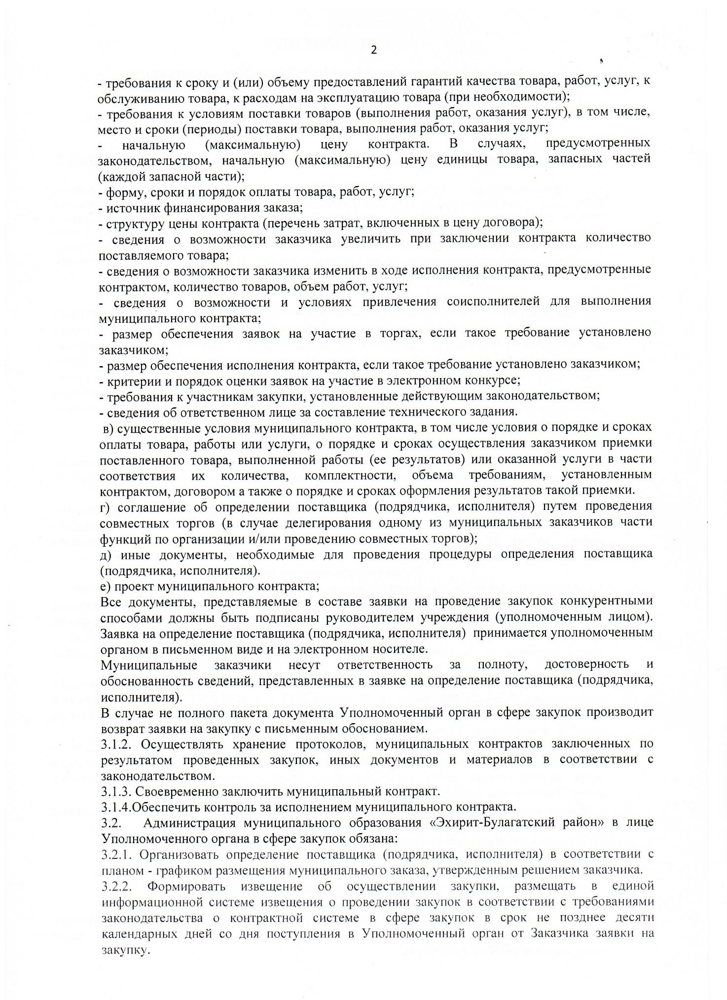 2
- требования к сроку и (или) объему предоставлений гарантий качества товара, работ, услуг, к
обслуживанию товара, к расходам на эксплуатацию товара (при необходимости);
- требования к условиям поставки товаров (выполнения работ, оказания услуг), в том числе,
место и сроки (периоды) поставки товара, выполнения работ, оказания услуг;
- начальную (максимальную) цену контракта. В случаях, предусмотренных
законодательством, начальную (максимальную) цену единицы товара, запасных частей
(каждой запасной части);
- форму, сроки и порядок оплаты товара, работ, услуг;
- источник финансирования заказа;
- структуру цены контракта (перечень затрат, включенных в цену договора);
- сведения о возможности заказчика увеличить при заключении контракта количество
поставляемого товара;
- сведения о возможности заказчика изменить в ходе исполнения контракта, предусмотренные
контрактом, количество товаров, объем работ, услуг;
- сведения о возможности и условиях привлечения соисполнителей для выполнения
муниципального контракта;
- размер обеспечения заявок на участие в торгах, если такое требование установлено
заказчиком;
- размер обеспечения исполнения контракта, если такое требование установлено заказчиком;
- критерии и порядок оценки заявок на участие в электронном конкурсе;
- требования к участникам закупки, установленные действующим законодательством;
- сведения об ответственном лице за составление технического задания.
в) существенные условия муниципального контракта, в том числе условия о порядке и сроках
оплаты товара, работы или услуги, о порядке и сроках осуществления заказчиком приемки
поставленного товара, выполненной работы (ее результатов) или оказанной услуги в части
соответствия их количества, комплектности, объема требованиям, установленным
контрактом, договором а также о порядке и сроках оформления результатов такой приемки.
г) соглашение об определении поставщика (подрядчика, исполнителя) путем проведения
совместных торгов (в случае делегирования одному из муниципальных заказчиков части
функций по организации и/или проведению совместных торгов);
д) иные документы, необходимые для проведения процедуры определения поставщика
(подрядчика, исполнителя).
е) проект муниципального контракта;
Все документы, представляемые в составе заявки на проведение закупок конкурентными
способами должны быть подписаны руководителем учреждения (уполномоченным лицом).
Заявка на определение поставщика (подрядчика, исполнителя) принимается уполномоченным
органом в письменном виде и на электронном носителе.
Муниципальные заказчики несут ответственность за полноту, достоверность и
обоснованность сведений, представленных в заявке на определение поставщика (подрядчика,
исполнителя).
В случае не полного пакета документа Уполномоченный орган в сфере закупок производит
возврат заявки на закупку с письменным обоснованием.
3.1.2. Осуществлять хранение протоколов, муниципальных контрактов заключенных по
результатом проведенных закупок, иных документов и материалов в соответствии с
законодательством.
3.1.3. Своевременно заключить муниципальный контракт.
3.1.4.Обеспечить контроль за исполнением муниципального контракта.
3.2. Администрация муниципального образования «Эхирит-Булагатский район» в лице
Уполномоченного органа в сфере закупок обязана:
3.2.1. Организовать определение поставщика (подрядчика, исполнителя) в соответствии с
планом - графиком размещения муниципального заказа, утвержденным решением заказчика.
3.2.2. Формировать извещение об осуществлении закупки, размещать в единой
информационной системе извещения о проведении закупок в соответствии с требованиями
законодательства о контрактной системе в сфере закупок в срок не позднее десяти
календарных дней со дня поступления в Уполномоченный орган от Заказчика заявки на
закупку.